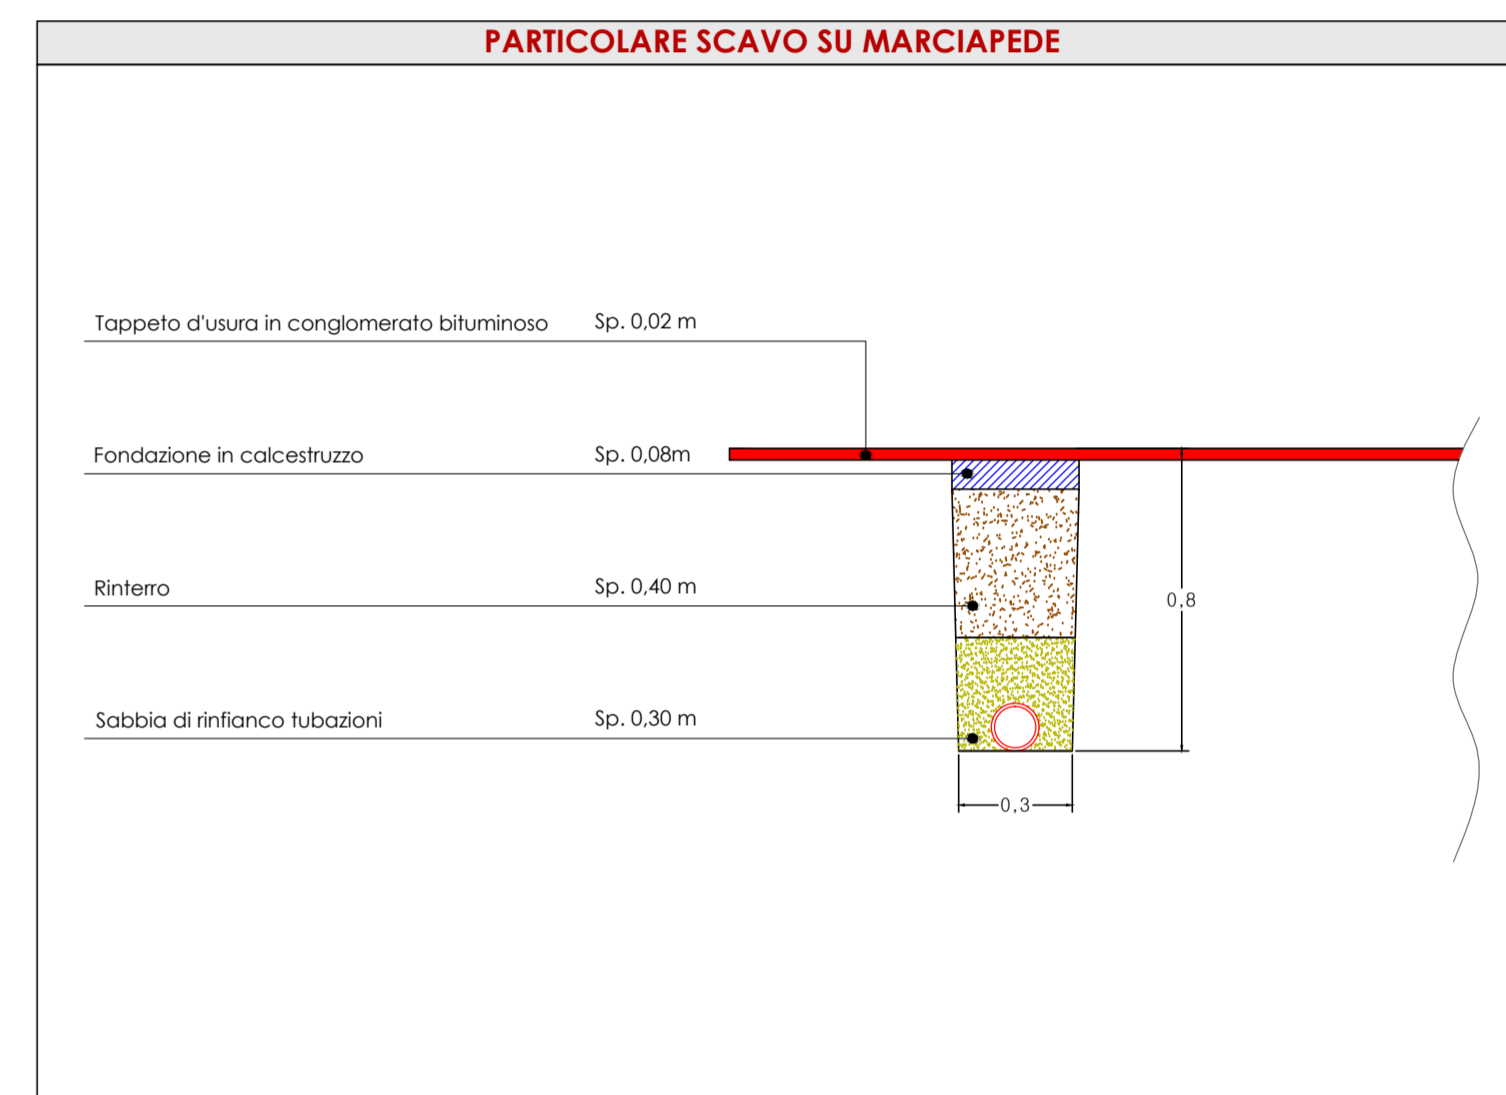 PARTICOLARE SCAVO SU MARCIAPEDE
Tappeto d'usura in conglomerato bituminoso Sp. 0,02 m
Fondazione in calcestruzzo Sp. 0,08m
Rinterro Sp. 0,40 m
0,8
Sabbia di rinfianco tubazioni Sp. 0,30 m
0,3